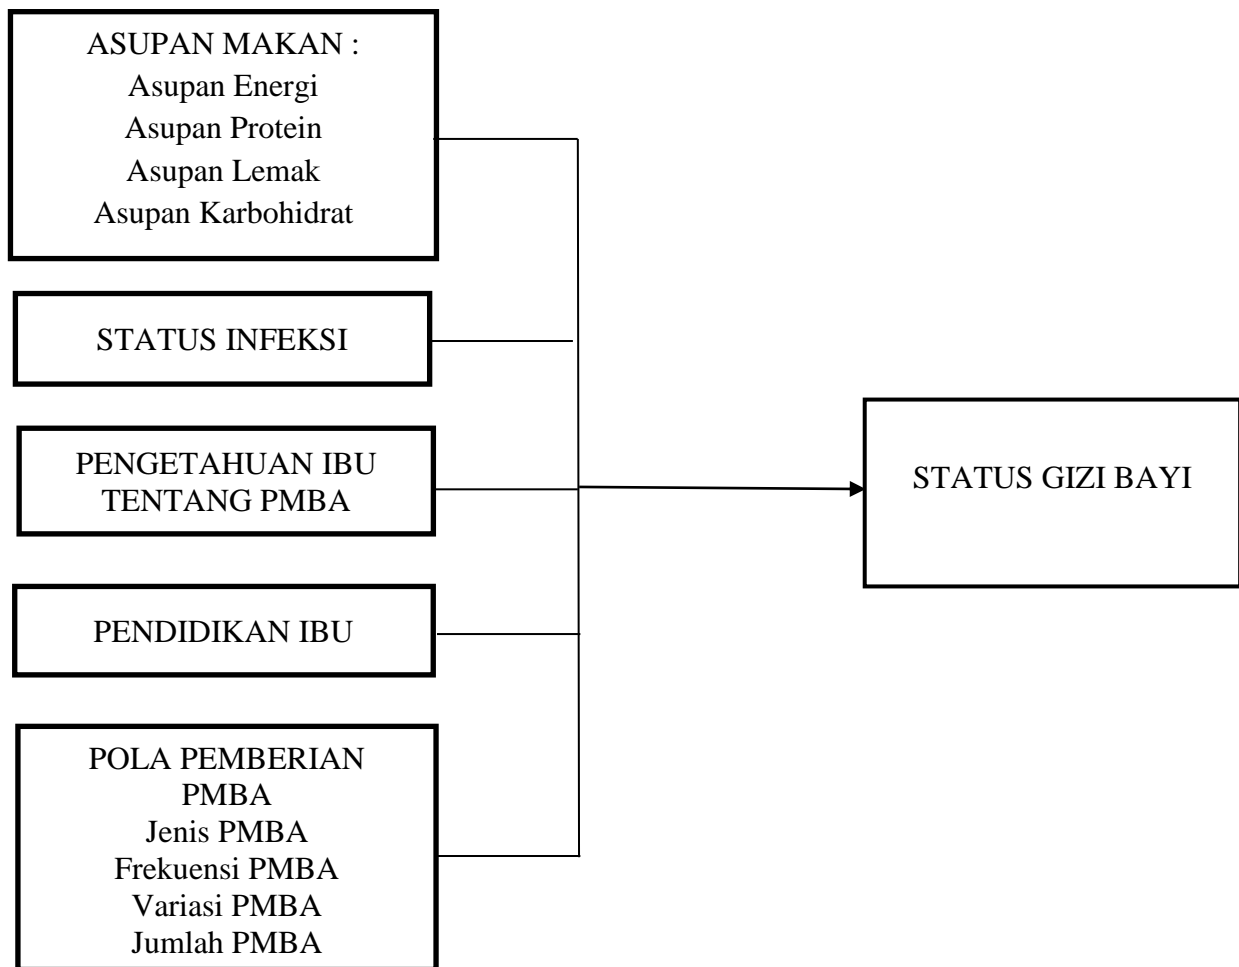 ASUPAN MAKAN :
Asupan Energi
Asupan Protein
Asupan Lemak
Asupan Karbohidrat
STATUS INFEKSI
PENGETAHUAN IBU
TENTANG PMBA
PENDIDIKAN IBU
POLA PEMBERIAN
PMBA
Jenis PMBA
Frekuensi PMBA
Variasi PMBA
Jumlah PMBA
STATUS GIZI BAYI